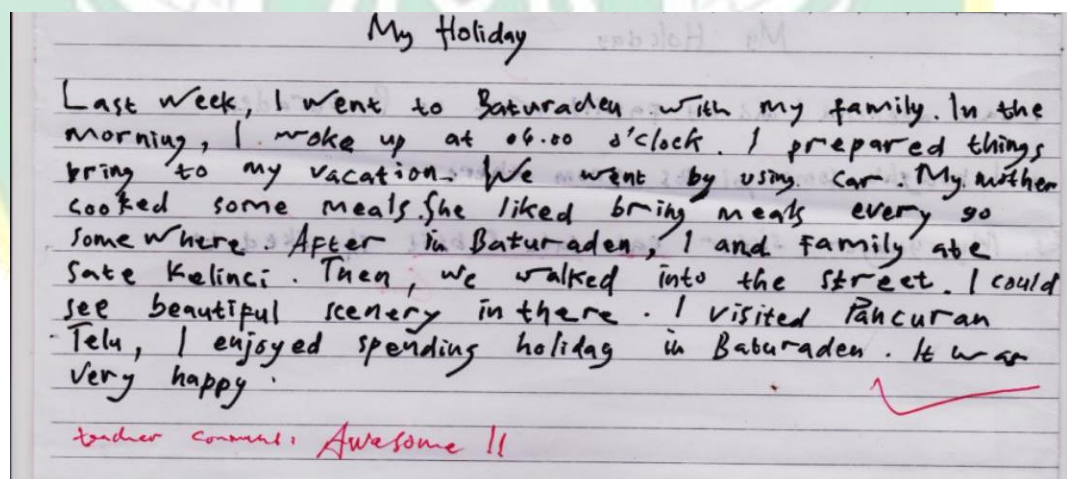 My Holiday
Last Week, I went to Baturaden with my family. In the
morning, I woke up at 06.00 o'clock. I prepared things
bring to my vacation. We went by using car. My mother
cooked some meals. She liked bring meals every go
somewhere. After in Baturaden, I and Family ate
Sate Kelinci. Then, we walked into the street. I could
see beautiful scenery in there. I visited Pancuran
Telu, I enjoyed spending holiday in Baturaden. It was
Very happy.
teacher comment: Awesome !!